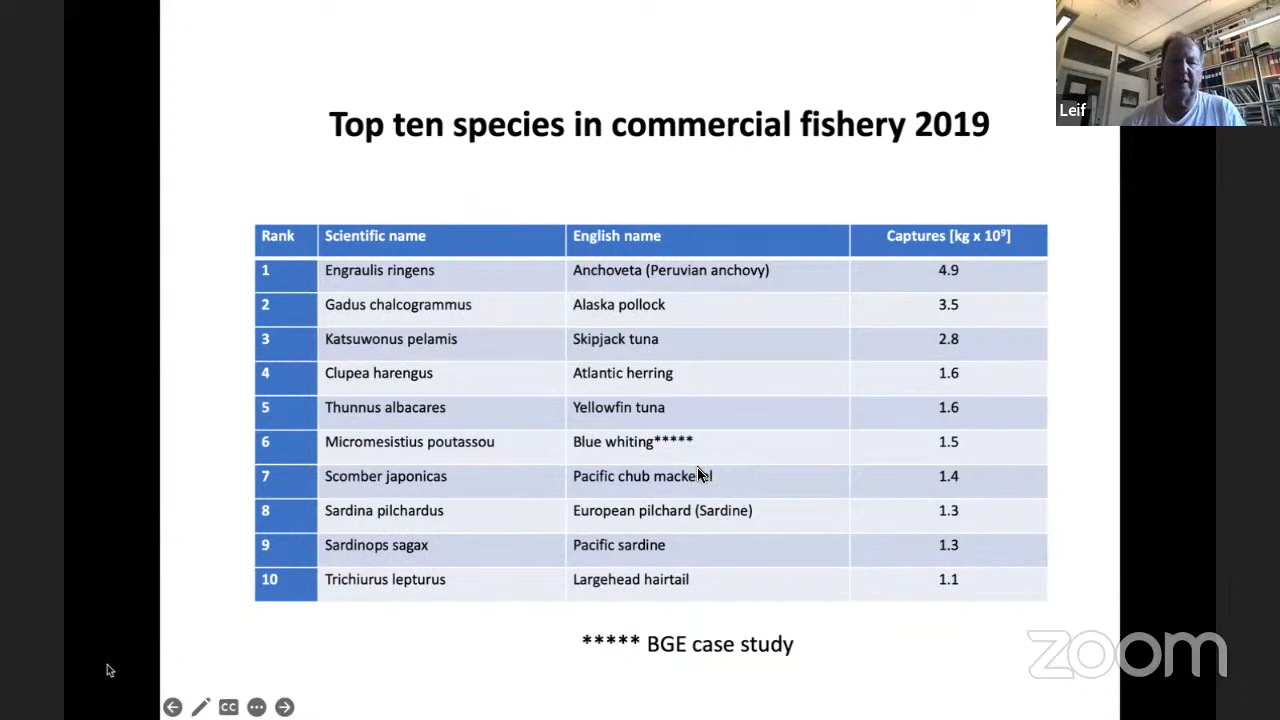 Leif
Top ten species in commercial fishery 2019
Rank Scientific name English name Captures [kg x 10⁹]
1 Engraulis ringens Anchoveta (Peruvian anchovy) 4.9
2 Gadus chalcogrammus Alaska pollock 3.5
3 Katsuwonus pelamis Skipjack tuna 2.8
4 Clupea harengus Atlantic herring 1.6
5 Thunnus albacares Yellowfin tuna 1.6
6 Micromesistius poutassou Blue whiting***** 1.5
7 Scomber japonicas Pacific chub mackerel 1.4
8 Sardina pilchardus European pilchard (Sardine) 1.3
9 Sardinops sagax Pacific sardine 1.3
10 Trichiurus lepturus Largehead hairtail 1.1
***** BGE case study
zoom
CC